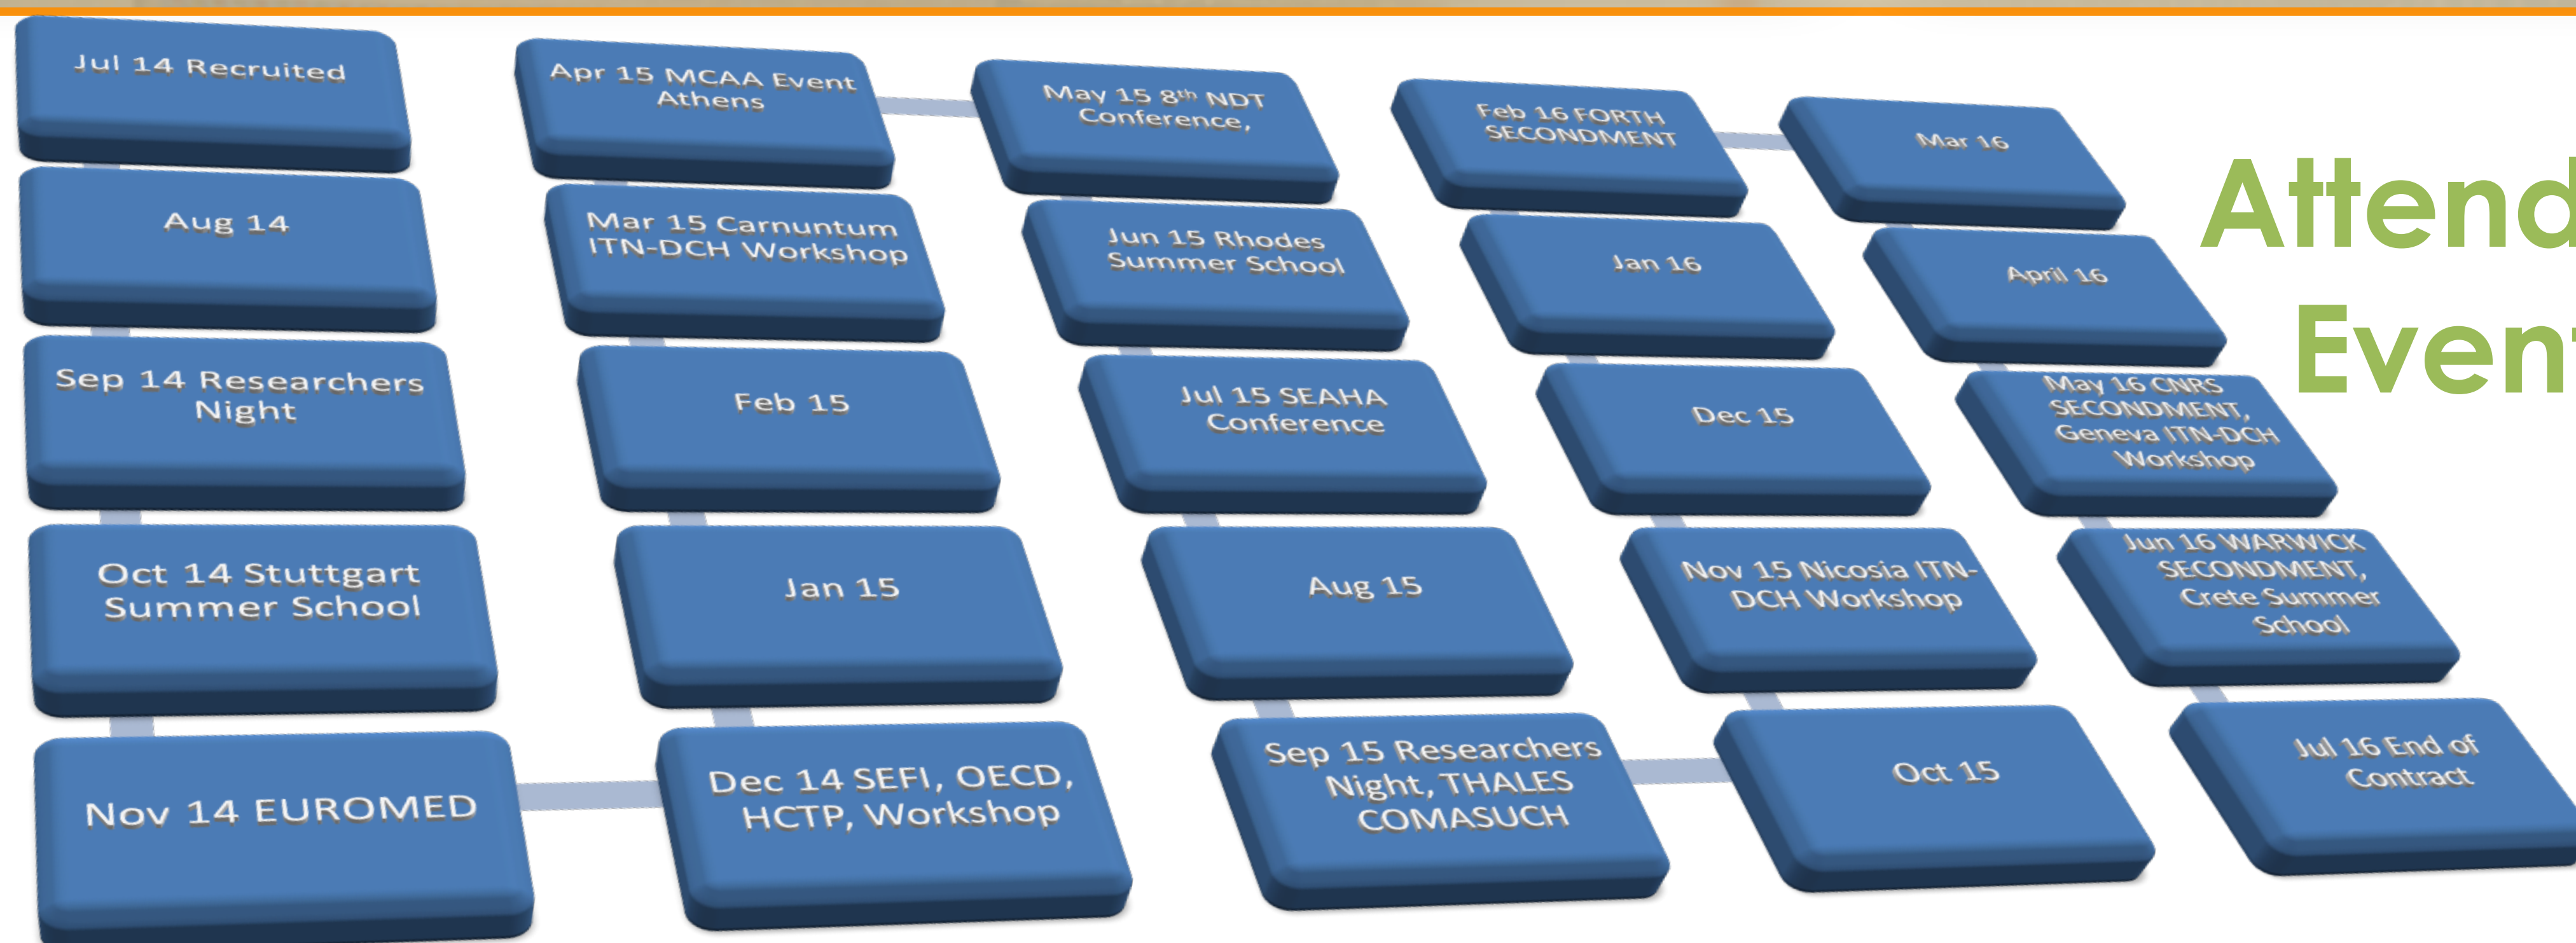 Jul 14 Recruited
Aug 14
Sep 14 Researchers
Night
Oct 14 Stuttgart
Summer School
Nov 14 EUROMED
Dec 14 SEFI, OECD,
HCTP, Workshop
Jan 15
Feb 15
Mar 15 Carnuntum
ITN-DCH Workshop
Apr 15 MCAA Event
Athens
May 15 8th NDT
Conference,
Jun 15 Rhodes
Summer School
Jul 15 SEAHA
Conference
Aug 15
Sep 15 Researchers
Night, THALES
COMASUCH
Oct 15
Nov 15 Nicosia ITN-
DCH Workshop
Dec 15
Jan 16
Feb 16 FORTH
SECONDMENT
Mar 16
April 16
May 16 CNRS
SECONDMENT,
Geneva ITN-DCH
Workshop
Jun 16 WARWICK
SECONDMENT,
Crete Summer
School
Jul 16 End of
Contract
Attend
Event